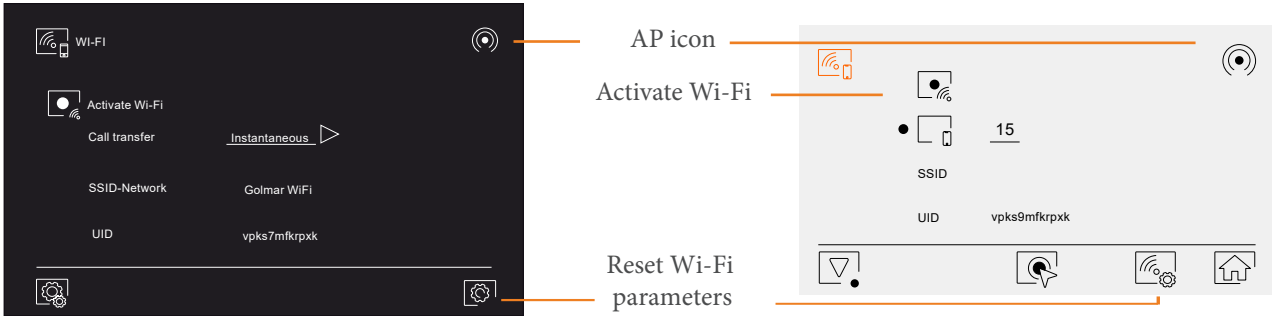 WI-FI
Activate Wi-Fi
Call transfer Instantaneous
SSID-Network Golmar WiFi
UID vpks7mfkrpxk
AP icon
Activate Wi-Fi
Reset Wi-Fi
parameters
15
SSID
UID vpks9mfkrpxk